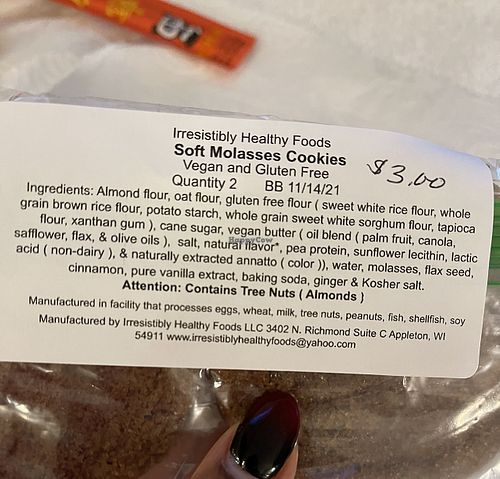 Irresistibly Healthy Foods
Soft Molasses Cookies
Vegan and Gluten Free
Quantity 2 BB 11/14/21
$3.00
Ingredients: Almond flour, oat flour, gluten free flour ( sweet white rice flour, whole
grain brown rice flour, potato starch, whole grain sweet white sorghum flour, tapioca
flour, xanthan gum ), cane sugar, vegan butter ( oil blend ( palm fruit, canola,
safflower, flax, & olive oils ), salt, natural flavor*, pea protein, sunflower lecithin, lactic
acid ( non-dairy ), & naturally extracted annatto ( color )), water, molasses, flax seed,
cinnamon, pure vanilla extract, baking soda, ginger & Kosher salt.
Attention: Contains Tree Nuts ( Almonds )
Manufactured in facility that processes eggs, wheat, milk, tree nuts, peanuts, fish, shellfish, soy
Manufactured by Irresistibly Healthy Foods LLC 3402 N. Richmond Suite C Appleton, WI
54911 www.irresistiblyhealthyfoods@yahoo.com
HappyCow